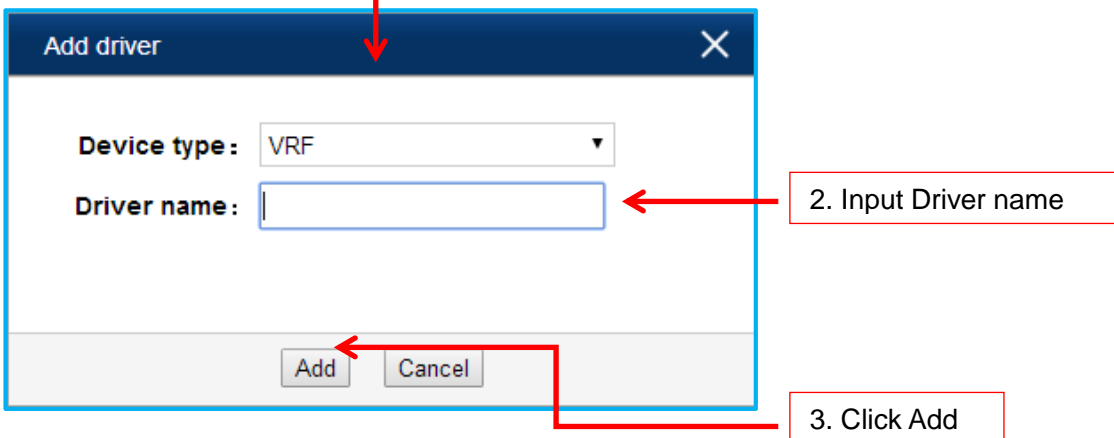 Add driver
Device type： VRF
Driver name： 
2. Input Driver name
Add Cancel
3. Click Add